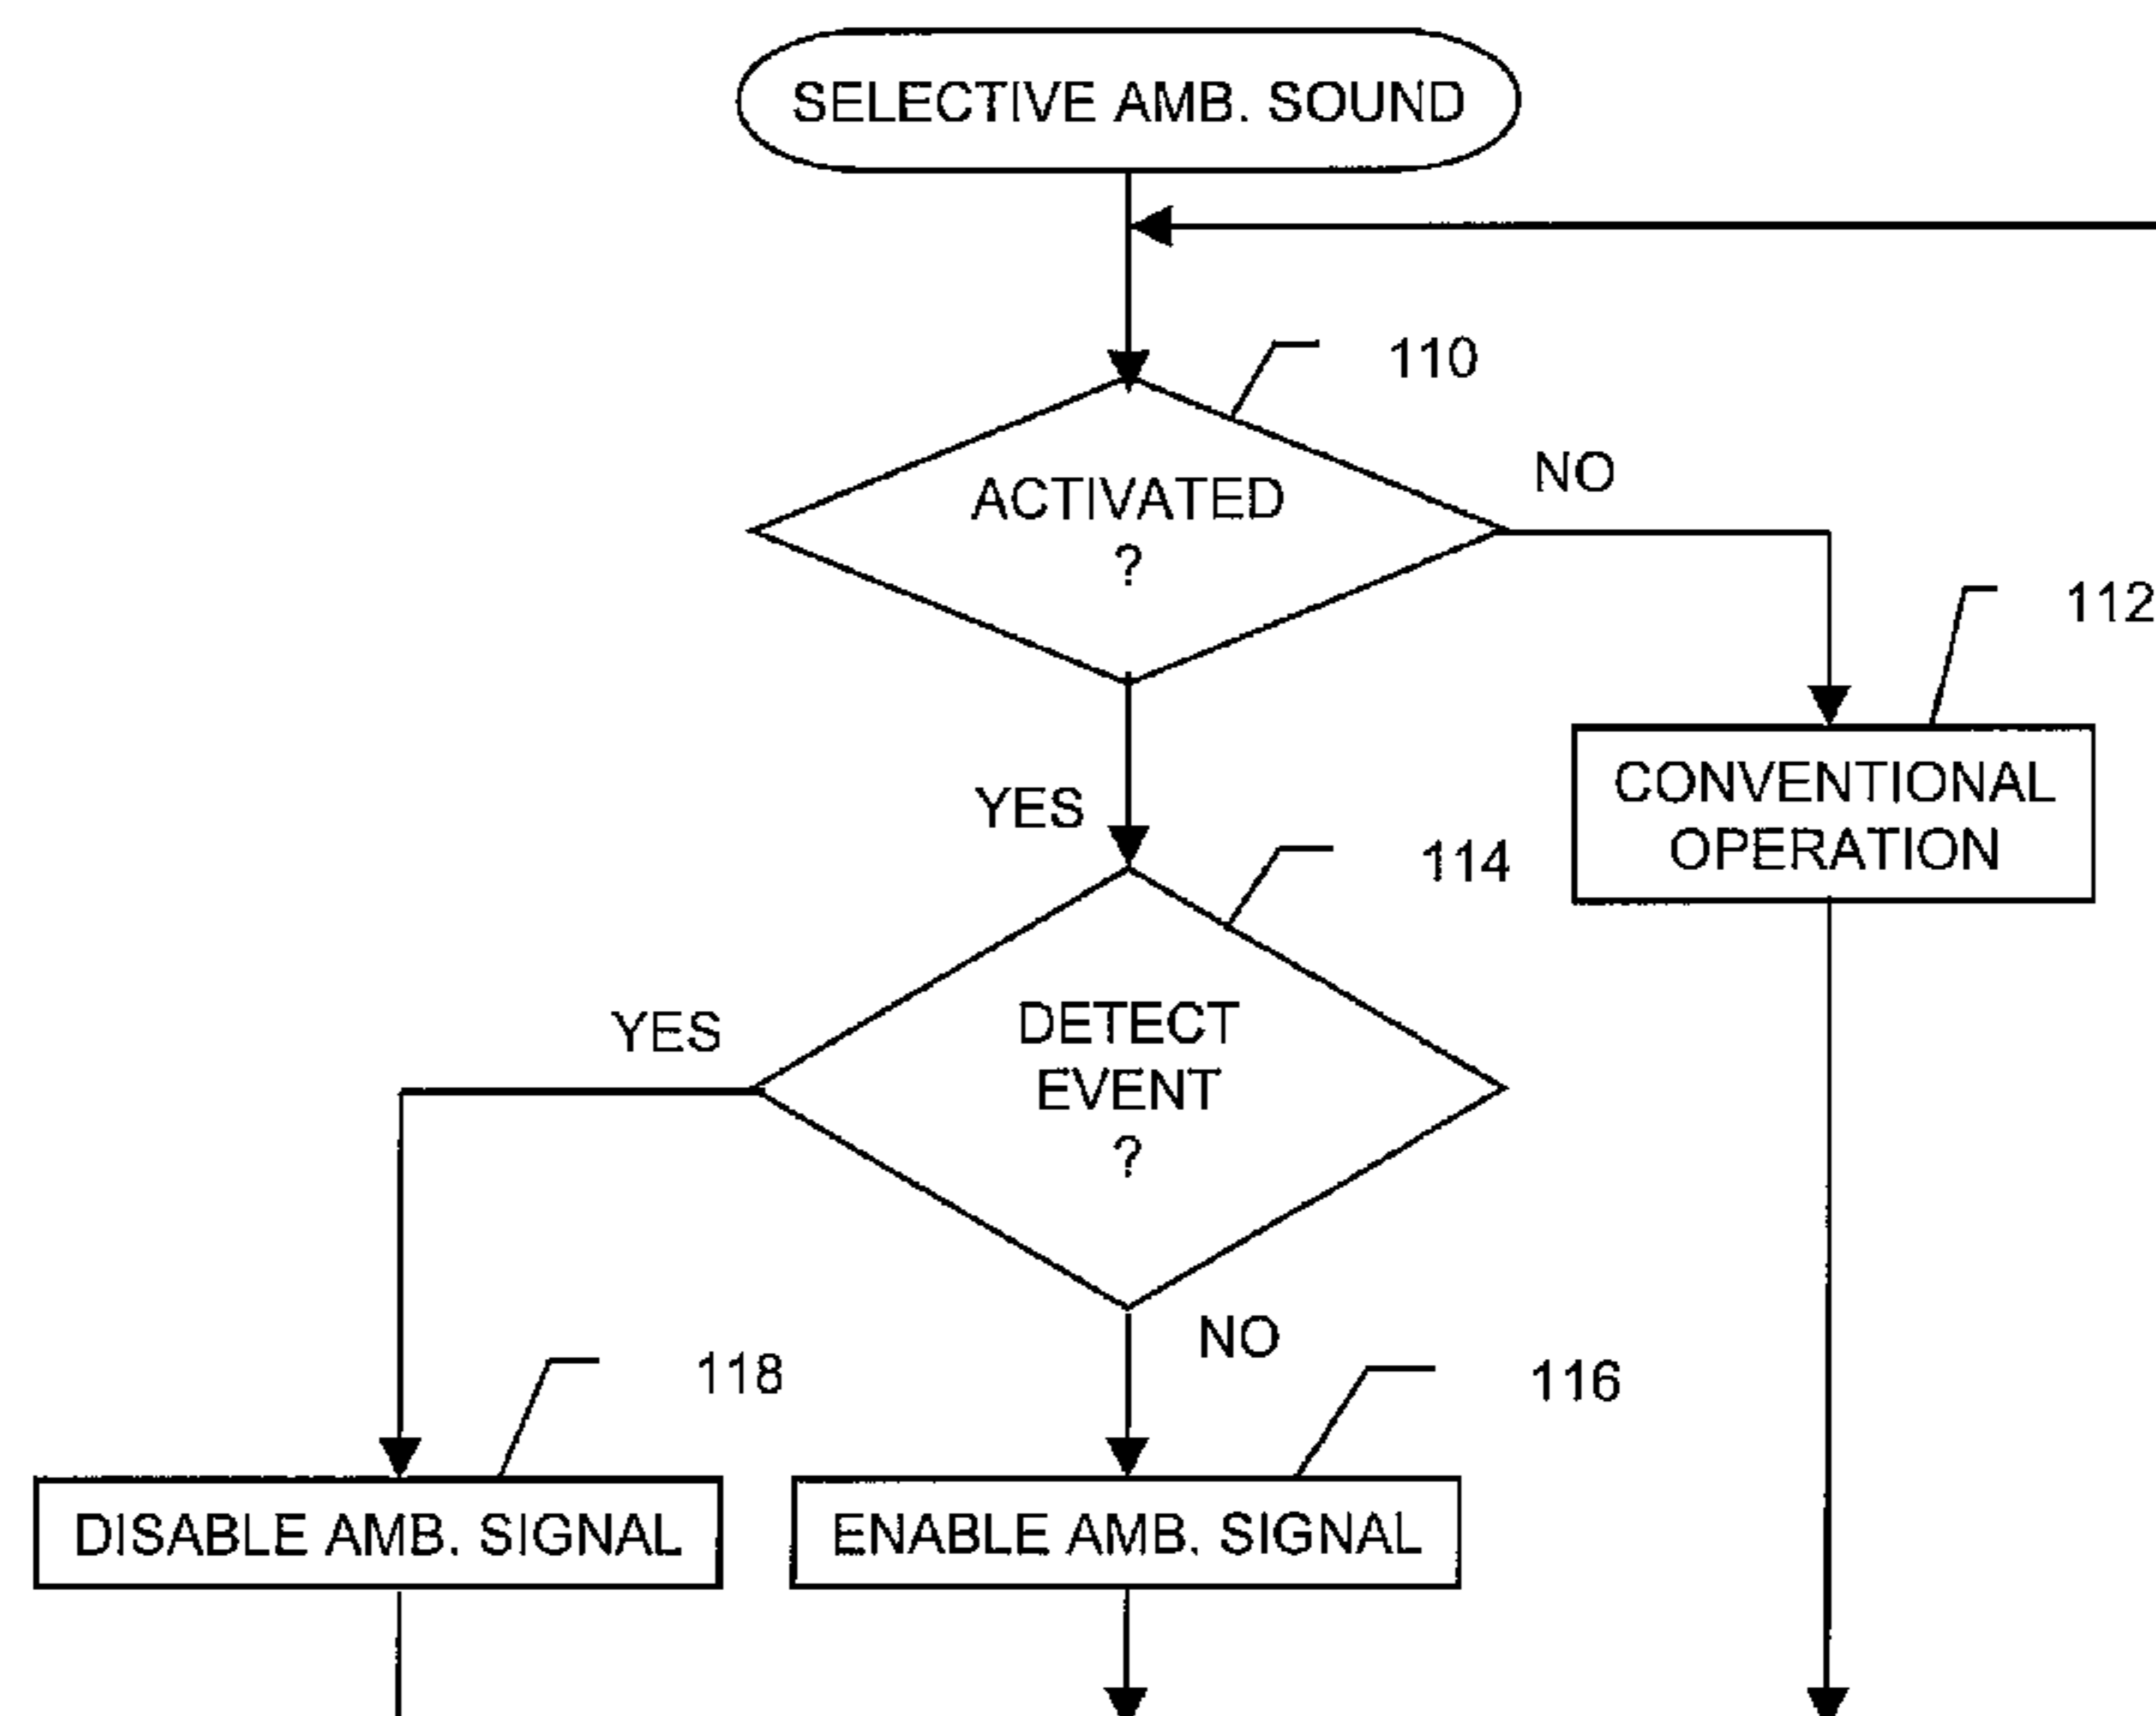 SELECTIVE AMB. SOUND
110
ACTIVATED
?
NO
112
CONVENTIONAL
OPERATION
YES
114
DETECT
EVENT
?
YES
NO
118
116
DISABLE AMB. SIGNAL
ENABLE AMB. SIGNAL